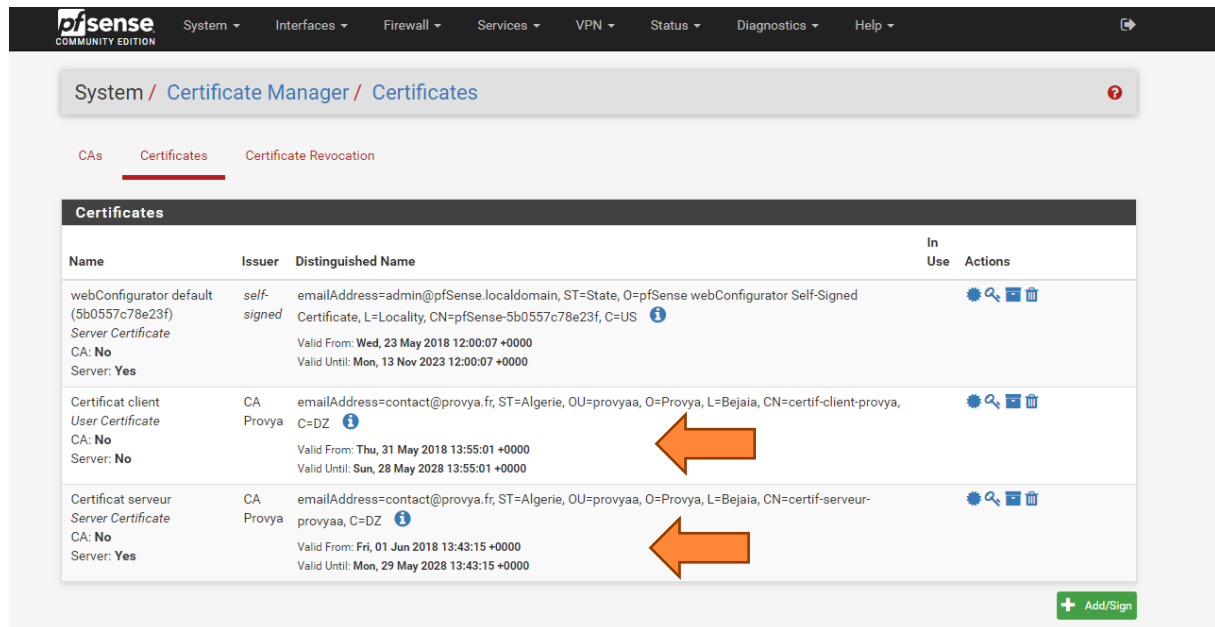 pfsense System Interfaces Firewall Services VPN Status Diagnostics Help
COMMUNITY EDITION
System / Certificate Manager / Certificates
CAs Certificates Certificate Revocation
Certificates
Name Issuer Distinguished Name In Use Actions
webConfigurator default
(5b0557c78e23f)
Server Certificate
CA: No
Server: Yes
self-
signed
emailAddress=admin@pfSense.localdomain, ST=State, O=pfSense webConfigurator Self-Signed
Certificate, L=Locality, CN=pfSense-5b0557c78e23f, C=US
Valid From: Wed, 23 May 2018 12:00:07 +0000
Valid Until: Mon, 13 Nov 2023 12:00:07 +0000
Certificat client
User Certificate
CA: No
Server: No
CA
Provya
emailAddress=contact@provya.fr, ST=Algerie, OU=provyaa, O=Provya, L=Bejaia, CN=certif-client-provya,
C=DZ
Valid From: Thu, 31 May 2018 13:55:01 +0000
Valid Until: Sun, 28 May 2028 13:55:01 +0000
Certificat serveur
Server Certificate
CA: No
Server: Yes
CA
Provya
emailAddress=contact@provya.fr, ST=Algerie, OU=provyaa, O=Provya, L=Bejaia, CN=certif-serveur-
provyaa, C=DZ
Valid From: Fri, 01 Jun 2018 13:43:15 +0000
Valid Until: Mon, 29 May 2028 13:43:15 +0000
Add/Sign